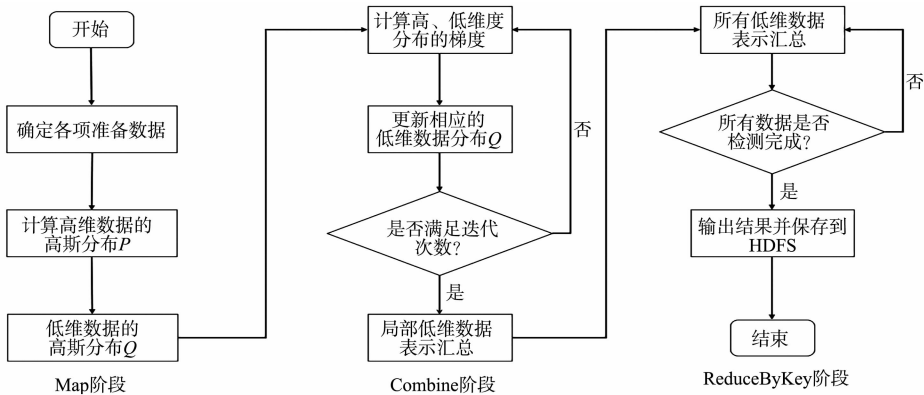 开始
确定各项准备数据
计算高维数据的
高斯分布P
低维数据的
高斯分布Q
Map阶段
计算高、低维度
分布的梯度
更新相应的
低维数据分布Q
否
是否满足迭代
次数?
是
局部低维数据
表示汇总
Combine阶段
所有低维数据
表示汇总
否
所有数据是否
检测完成?
是
输出结果并保存到
HDFS
结束
ReduceByKey阶段